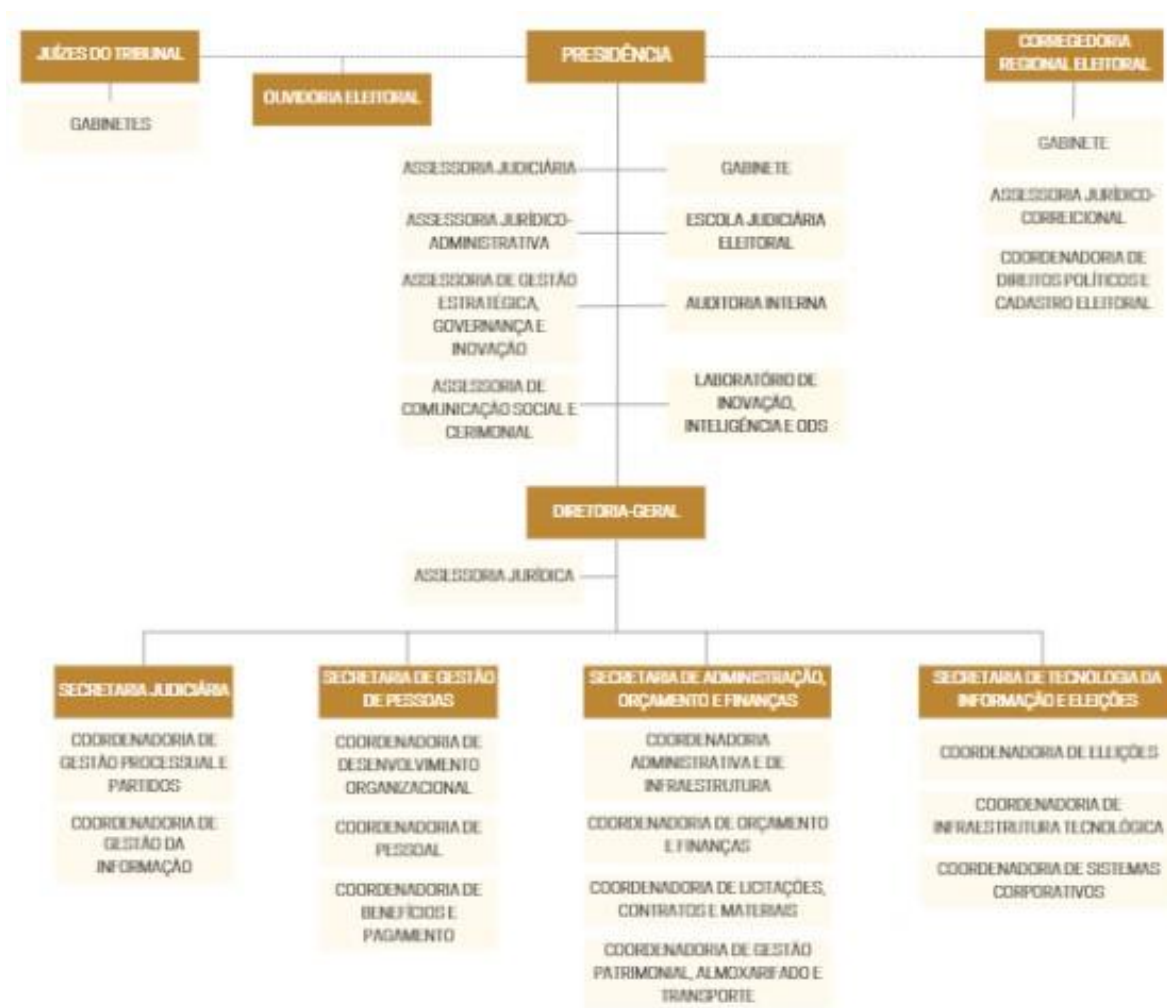 JUÍZES DO TRIBUNAL
PRESIDÊNCIA
CORREGEDORIA
REGIONAL ELEITORAL
OUVIDORIA ELEITORAL
GABINETES
GABINETE
ASSESSORIA JURÍDICO-
CORREICIONAL
COORDENADORIA DE
DIREITOS POLÍTICOS E
CADASTRO ELEITORAL
ASSESSORIA JUDICIÁRIA
GABINETE
ASSESSORIA JURÍDICO-
ADMINISTRATIVA
ESCOLA JUDICIÁRIA
ELEITORAL
ASSESSORIA DE GESTÃO
ESTRATÉGICA,
GOVERNANÇA E
INOVAÇÃO
AUDITORIA INTERNA
ASSESSORIA DE
COMUNICAÇÃO SOCIAL E
CERIMONIAL
LABORATÓRIO DE
INOVAÇÃO,
INTELIGÊNCIA E ODS
DIRETORIA-GERAL
ASSESSORIA JURÍDICA
SECRETARIA JUDICIÁRIA
COORDENADORIA DE
GESTÃO PROCESSUAL E
PARTIDOS
COORDENADORIA DE
GESTÃO DA
INFORMAÇÃO
SECRETARIA DE GESTÃO
DE PESSOAS
COORDENADORIA DE
DESENVOLVIMENTO
ORGANIZACIONAL
COORDENADORIA DE
PESSOAL
COORDENADORIA DE
BENEFÍCIOS E
PAGAMENTO
SECRETARIA DE ADMINISTRAÇÃO,
ORÇAMENTO E FINANÇAS
COORDENADORIA
ADMINISTRATIVA E DE
INFRAESTRUTURA
COORDENADORIA DE ORÇAMENTO
E FINANÇAS
COORDENADORIA DE LICITAÇÕES,
CONTRATOS E MATERIAIS
COORDENADORIA DE GESTÃO
PATRIMONIAL, ALMOXARIFADO E
TRANSPORTE
SECRETARIA DE TECNOLOGIA DA
INFORMAÇÃO E ELEIÇÕES
COORDENADORIA DE ELEIÇÕES
COORDENADORIA DE
INFRAESTRUTURA TECNOLÓGICA
COORDENADORIA DE SISTEMAS
CORPORATIVOS